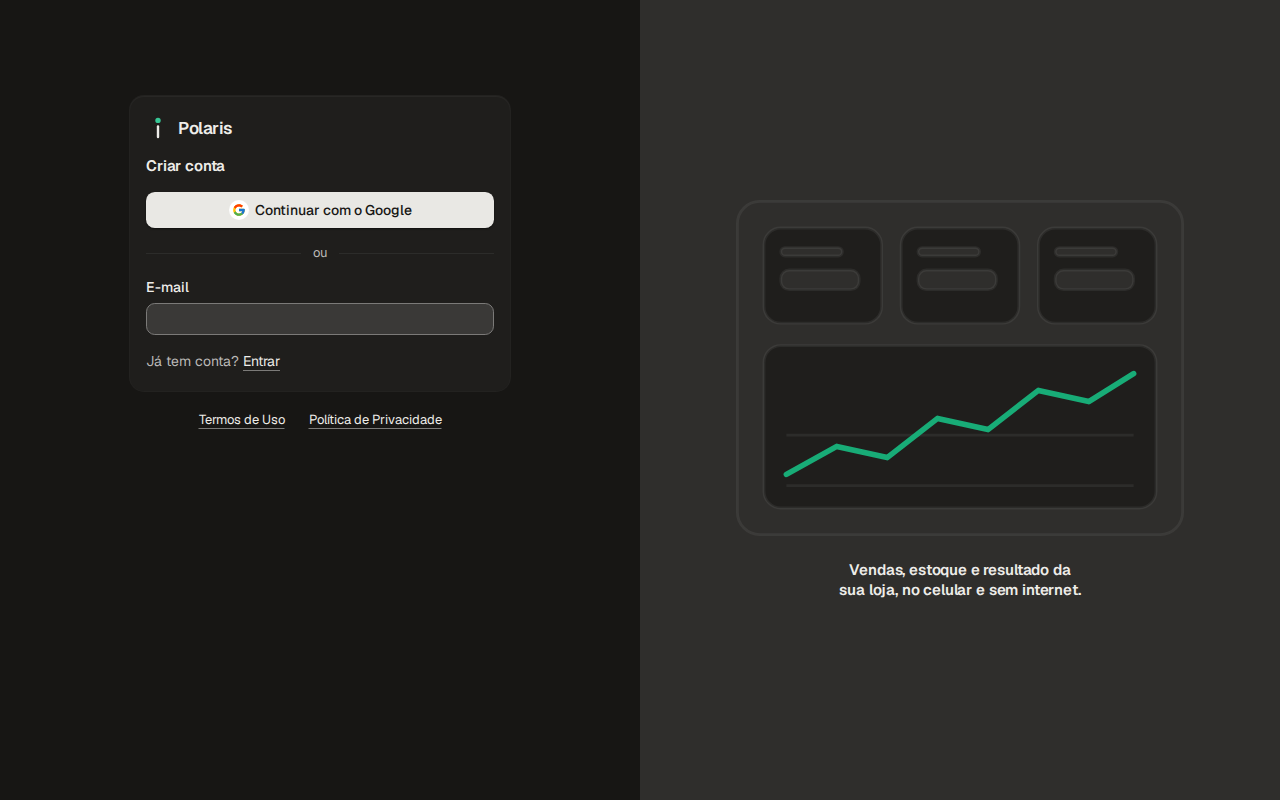 Polaris
Criar conta
Continuar com o Google
ou
E-mail
Já tem conta? Entrar
Termos de Uso Política de Privacidade
Vendas, estoque e resultado da
sua loja, no celular e sem internet.